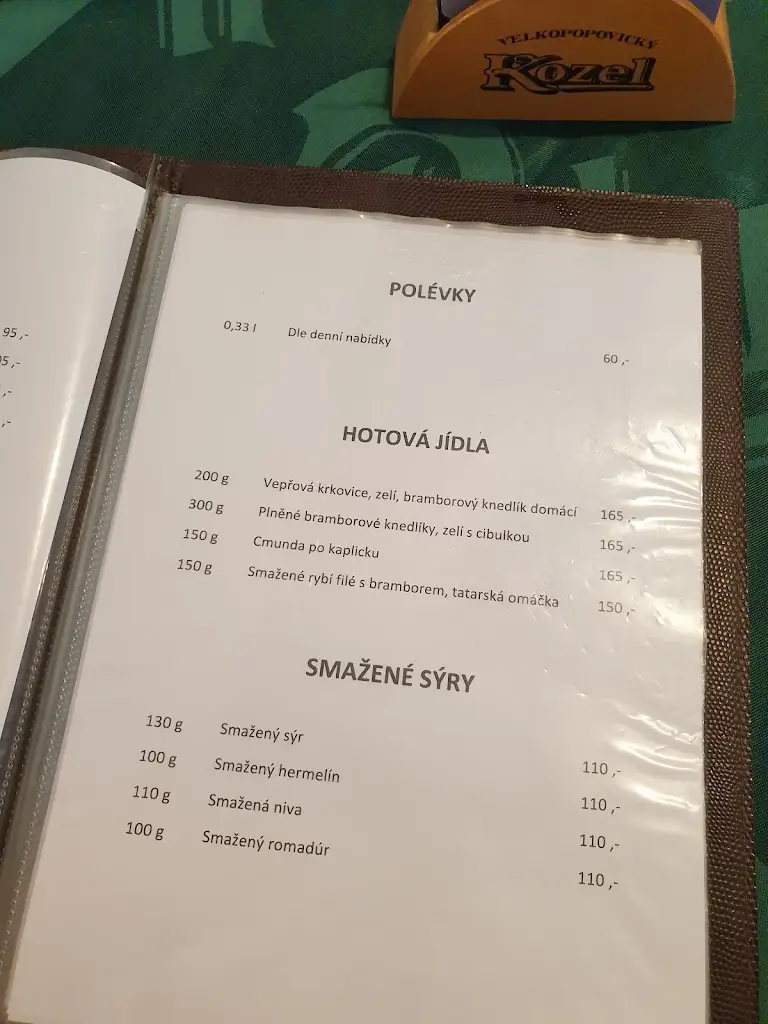 VELKOPOPOVICKÝ
Kozel
95 ,-
95 ,-
,-
,-
POLÉVKY
0,33 l Dle denní nabídky 60 ,-
HOTOVÁ JÍDLA
200 g Vepřová krkovice, zelí, bramborový knedlík domácí 165 ,-
300 g Plněné bramborové knedlíky, zelí s cibulkou 165 ,-
150 g Cmunda po kaplicku 165 ,-
150 g Smažené rybí filé s bramborem, tatarská omáčka 150 ,-
SMAŽENÉ SÝRY
130 g Smažený sýr 110 ,-
100 g Smažený hermelín 110 ,-
110 g Smažená niva 110 ,-
100 g Smažený romadúr 110 ,-